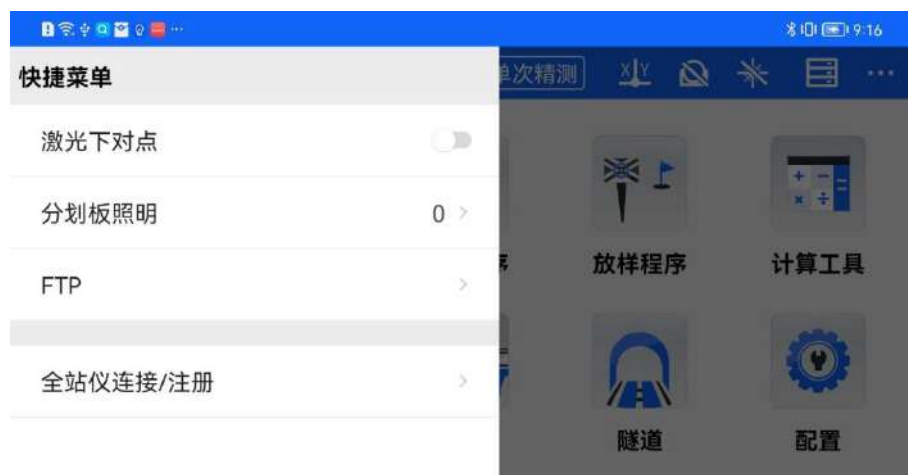 9:16
快捷菜单
单次精测
激光下对点
分划板照明 0
FTP
全站仪连接/注册
放样程序
计算工具
隧道
配置